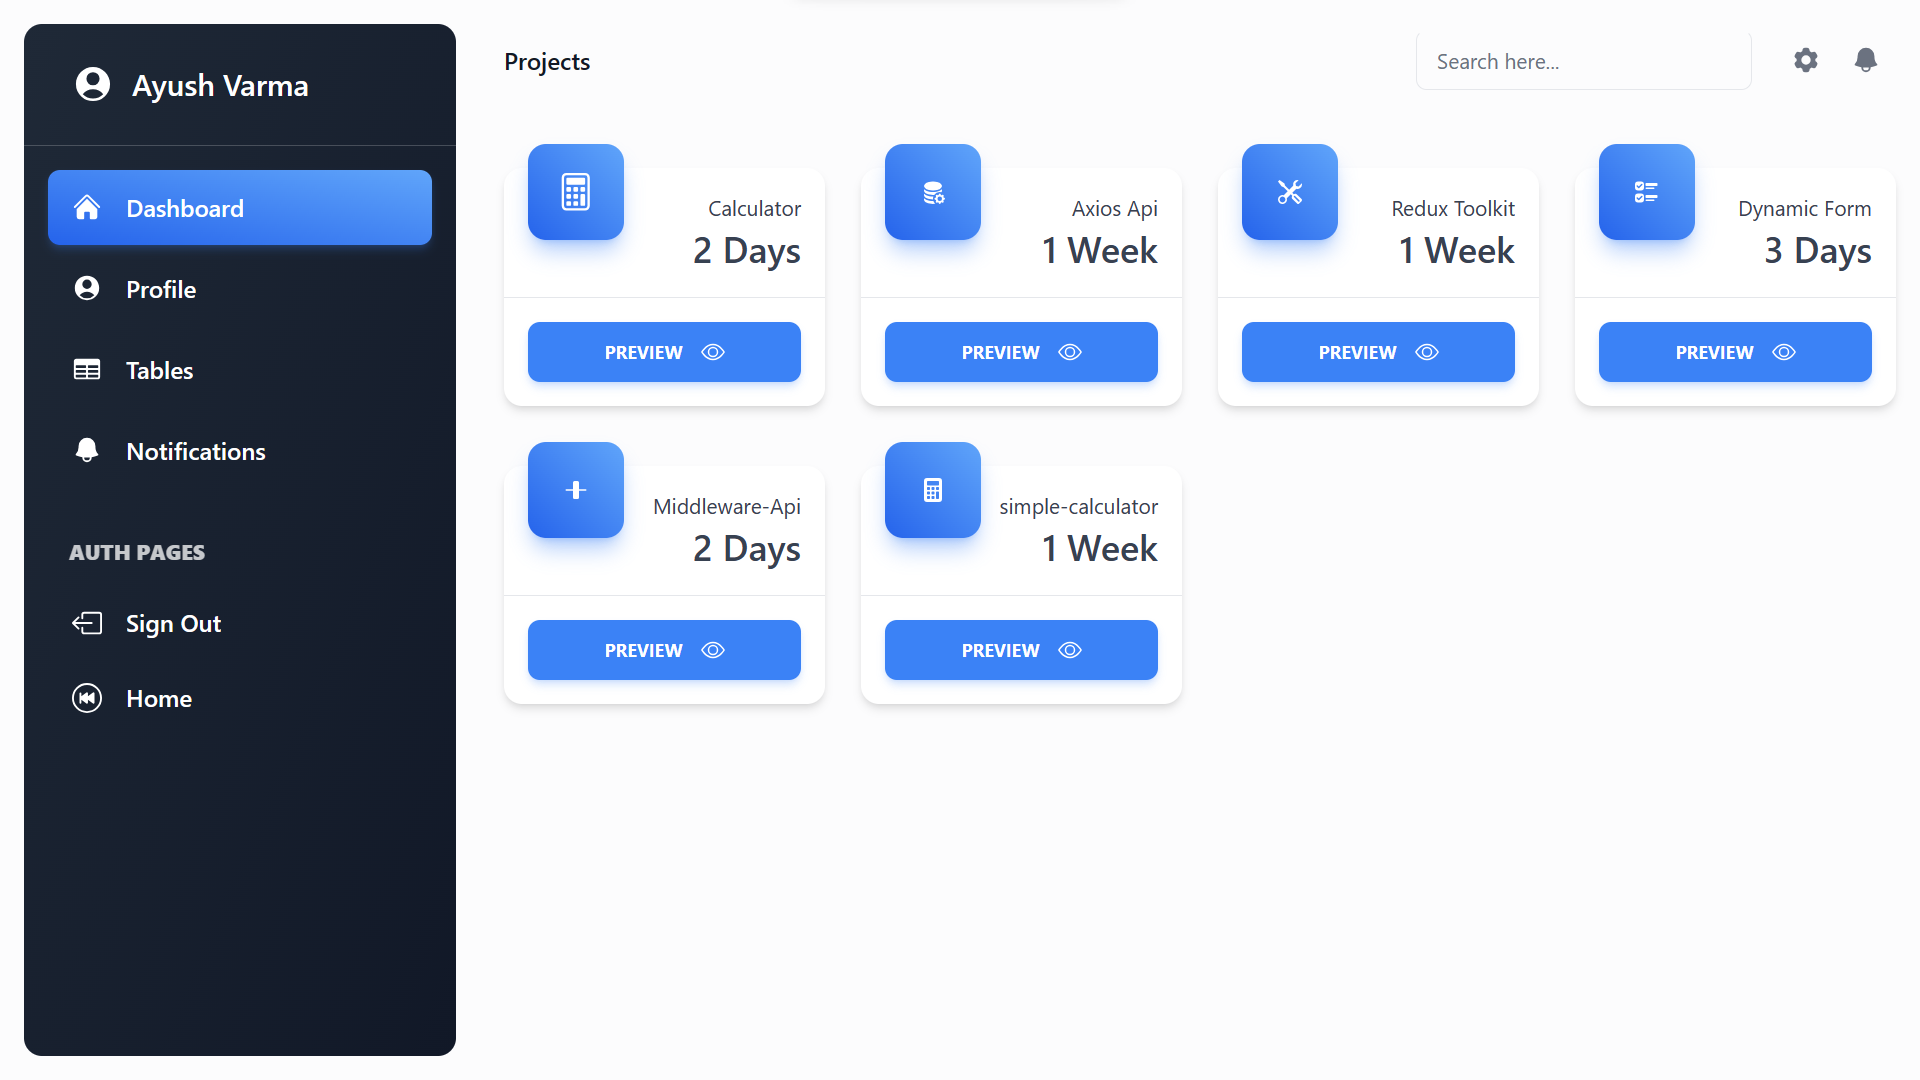 Ayush Varma
Dashboard
Profile
Tables
Notifications
AUTH PAGES
Sign Out
Home
Projects
Search here...
Calculator
2 Days
PREVIEW
Axios Api
1 Week
PREVIEW
Redux Toolkit
1 Week
PREVIEW
Dynamic Form
3 Days
PREVIEW
Middleware-Api
2 Days
PREVIEW
simple-calculator
1 Week
PREVIEW